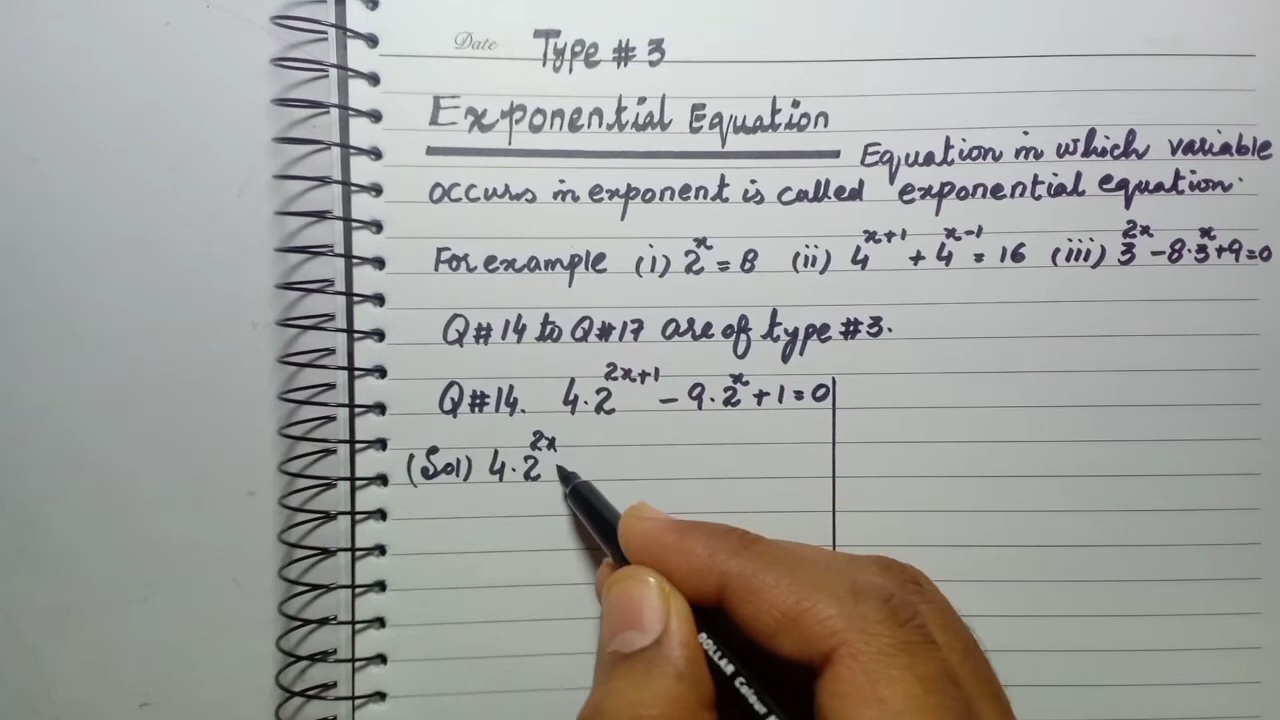 Date Type # 3
Exponential Equation
Equation in which variable
occurs in exponent is called exponential equation.
For example (i) 2^x = 8 (ii) 4^(x+1) + 4^(x-1) = 16 (iii) 3^(2x) - 8·3^x + 9 = 0
Q#14 to Q#17 are of type #3.
Q#14. 4·2^(2x+1) - 9·2^x + 1 = 0
(Sol) 4·2^(2x)
DOLLAR Colour